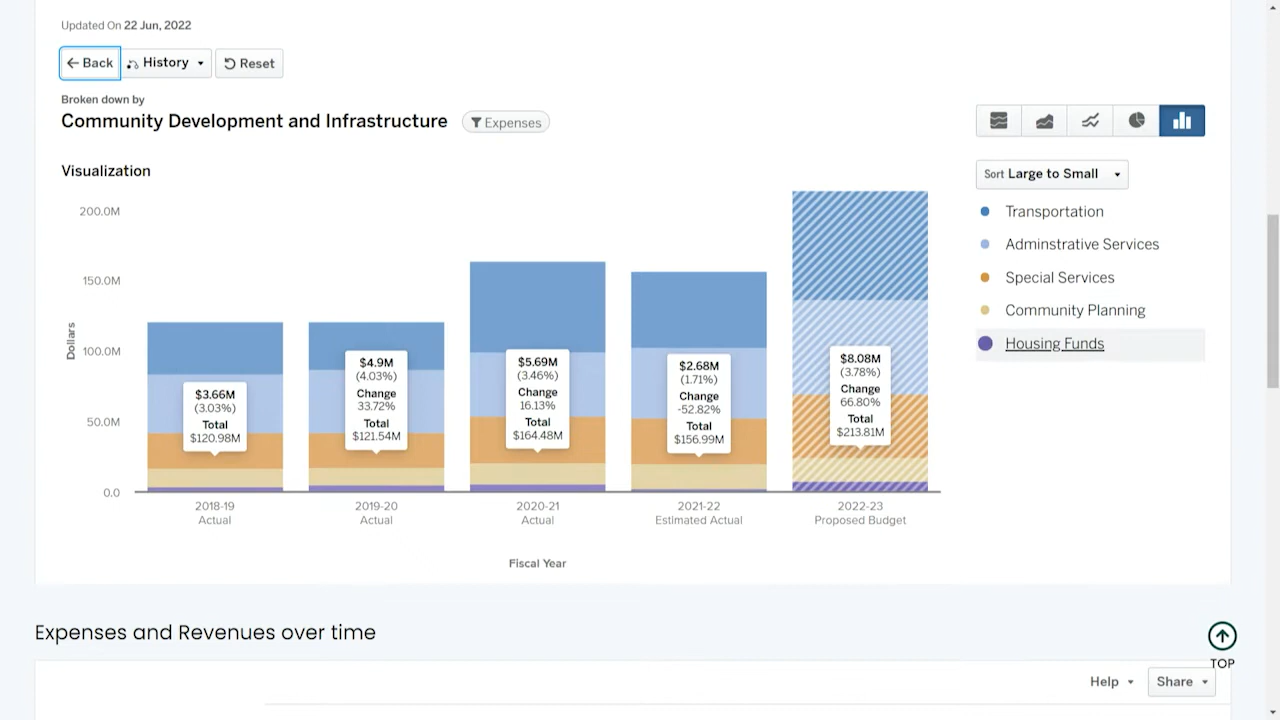 Updated On 22 Jun, 2022
Back
History
Reset
Broken down by
Community Development and Infrastructure
Expenses
Visualization
Sort Large to Small
Transportation
Adminstrative Services
Special Services
Community Planning
Housing Funds
Dollars
200.0M
150.0M
100.0M
50.0M
0.0
$3.66M
(3.03%)
Total
$120.98M
$4.9M
(4.03%)
Change
33.72%
Total
$121.54M
$5.69M
(3.46%)
Change
16.13%
Total
$164.48M
$2.68M
(1.71%)
Change
-52.82%
Total
$156.99M
$8.08M
(3.78%)
Change
66.80%
Total
$213.81M
2018-19
Actual
2019-20
Actual
2020-21
Actual
2021-22
Estimated Actual
2022-23
Proposed Budget
Fiscal Year
Expenses and Revenues over time
TOP
Help
Share